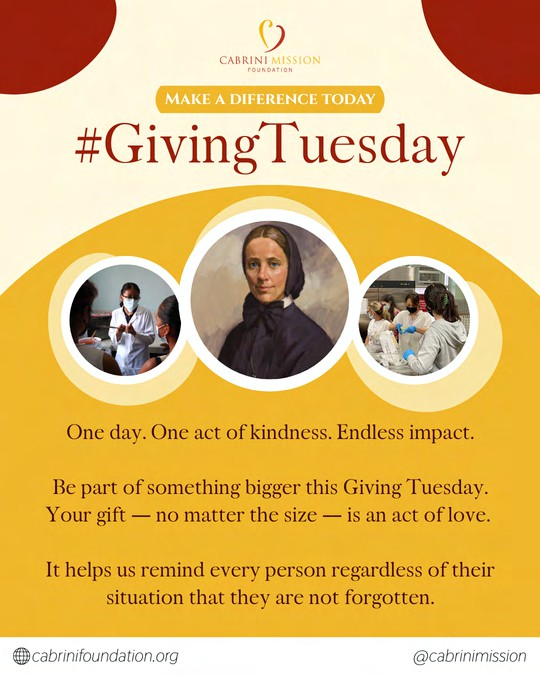 CABRINI MISSION
FOUNDATION
MAKE A DIFERENCE TODAY
#GivingTuesday
One day. One act of kindness. Endless impact.
Be part of something bigger this Giving Tuesday.
Your gift — no matter the size — is an act of love.
It helps us remind every person regardless of their
situation that they are not forgotten.
cabrinifoundation.org
@cabrinimission